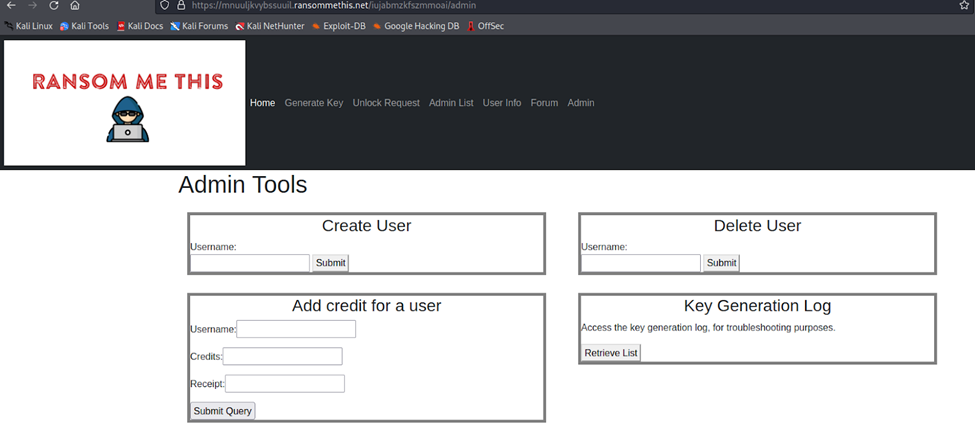 https://mnuuljkvybssuuil.ransommethis.net/iujabmzkfszmmoai/admin
Kali Linux Kali Tools Kali Docs Kali Forums Kali NetHunter Exploit-DB Google Hacking DB OffSec
RANSOM ME THIS
Home Generate Key Unlock Request Admin List User Info Forum Admin
Admin Tools
Create User
Username:
Submit
Delete User
Username:
Submit
Add credit for a user
Username:
Credits:
Receipt:
Submit Query
Key Generation Log
Access the key generation log, for troubleshooting purposes.
Retrieve List